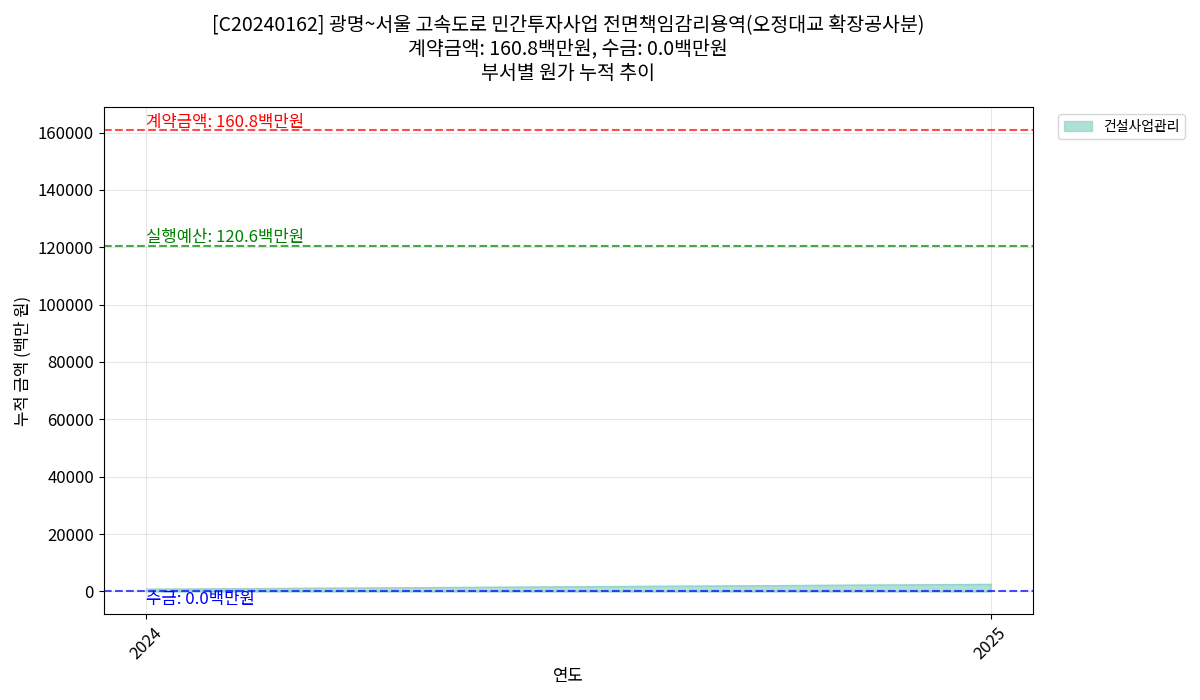 [C20240162] 광명~서울 고속도로 민간투자사업 전면책임감리용역(오정대교 확장공사분)
계약금액: 160.8백만원, 수금: 0.0백만원
부서별 원가 누적 추이
계약금액: 160.8백만원
건설사업관리
실행예산: 120.6백만원
수금: 0.0백만원
누적 금액 (백만 원)
160000
140000
120000
100000
80000
60000
40000
20000
0
2024
2025
연도